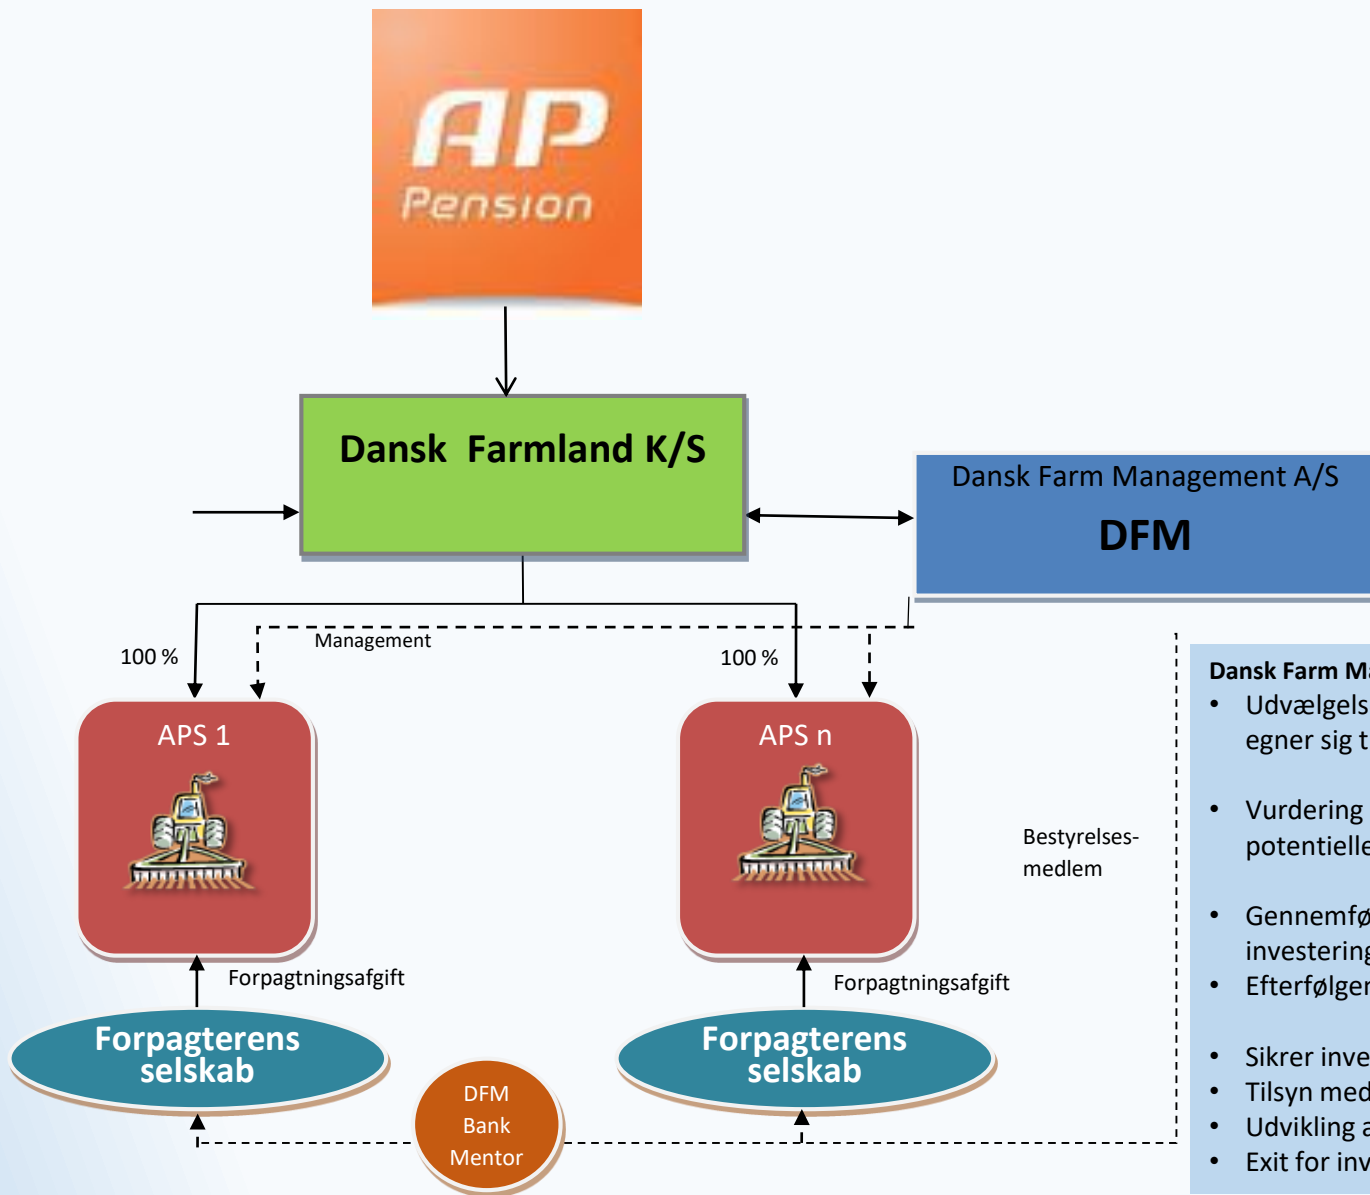 AP
Pension
Dansk Farmland K/S
Dansk Farm Management A/S
DFM
Management
100 %
100 %
APS 1
APS n
Bestyrelses-
medlem
Forpagtningsafgift
Forpagtningsafgift
Forpagterens
selskab
Forpagterens
selskab
DFM
Bank
Mentor
Dansk Farm Ma
• Udvælgels
egner sig t
• Vurdering
potentielle
• Gennemfø
investering
• Efterfølger
• Sikrer inve
• Tilsyn med
• Udvikling a
• Exit for inv